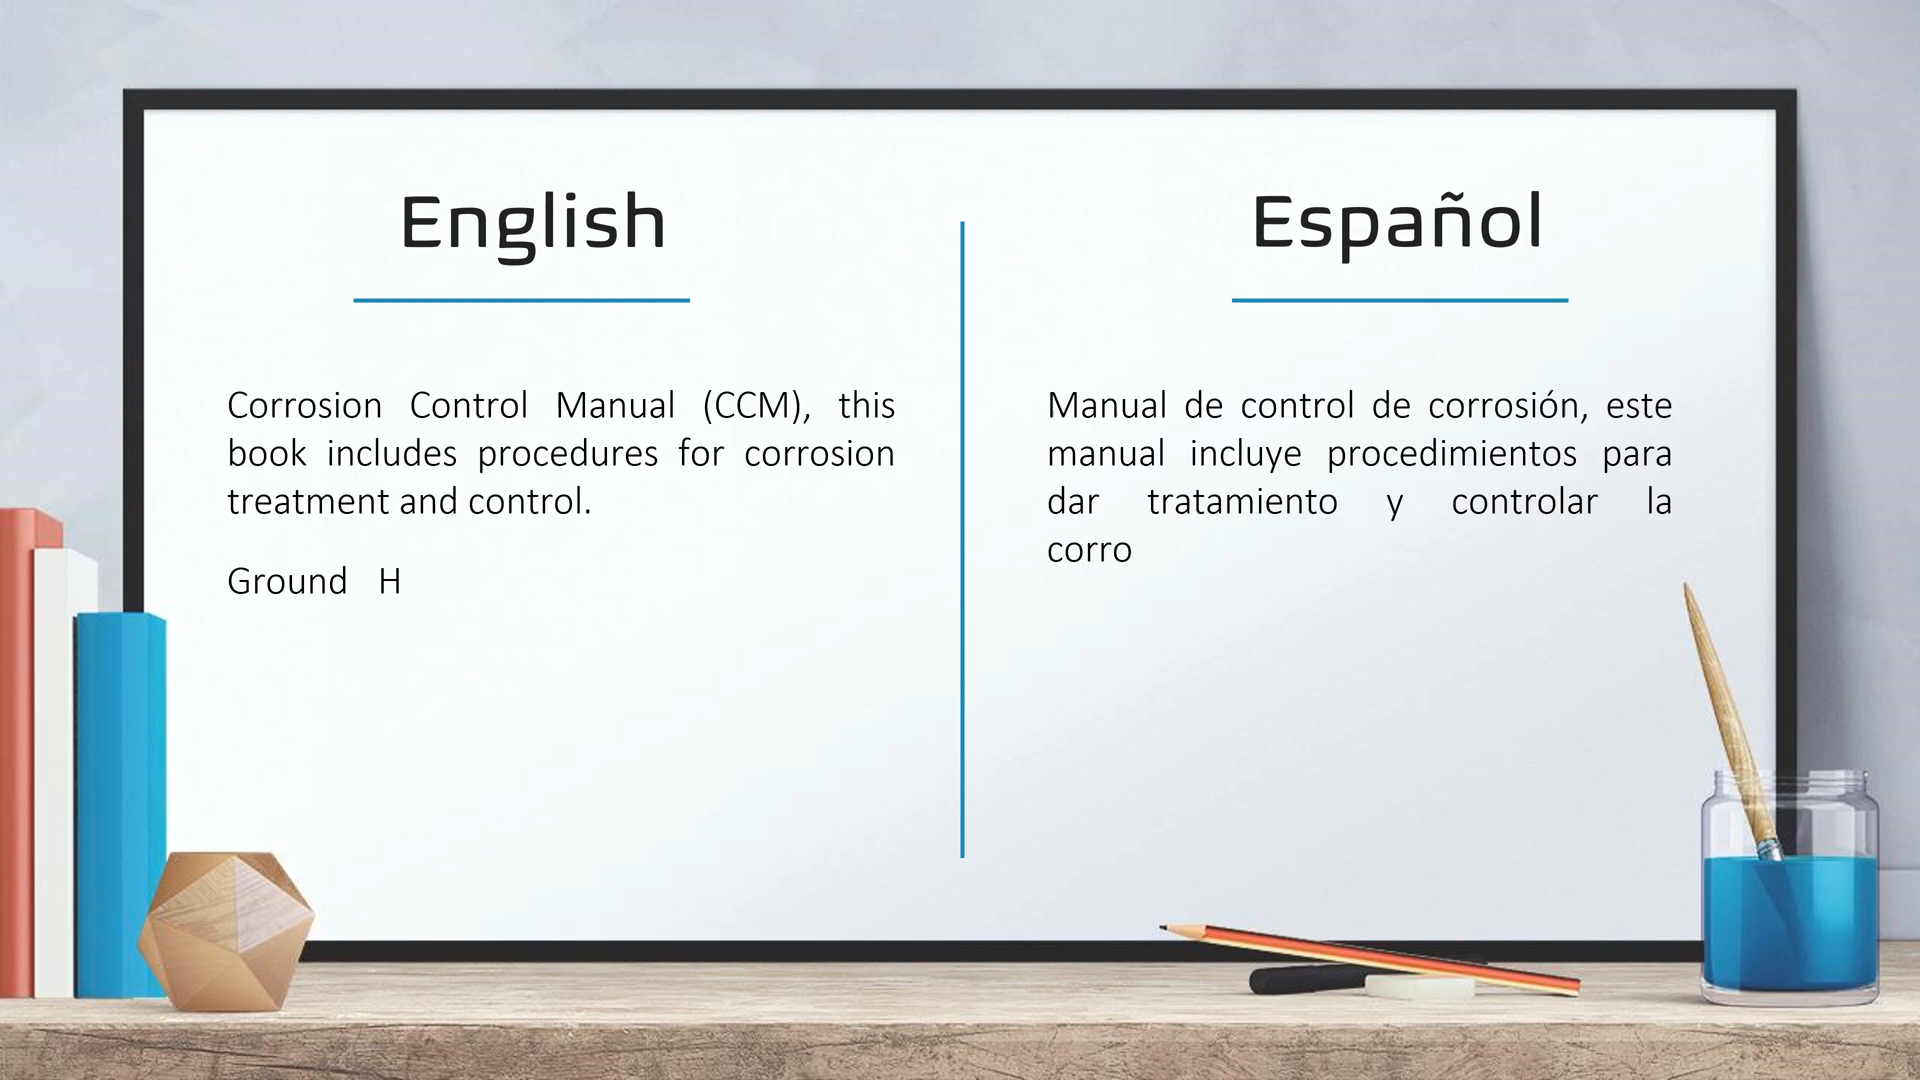 English
Corrosion Control Manual (CCM), this
book includes procedures for corrosion
treatment and control.
Ground H
Español
Manual de control de corrosión, este
manual incluye procedimientos para
dar tratamiento y controlar la
corro